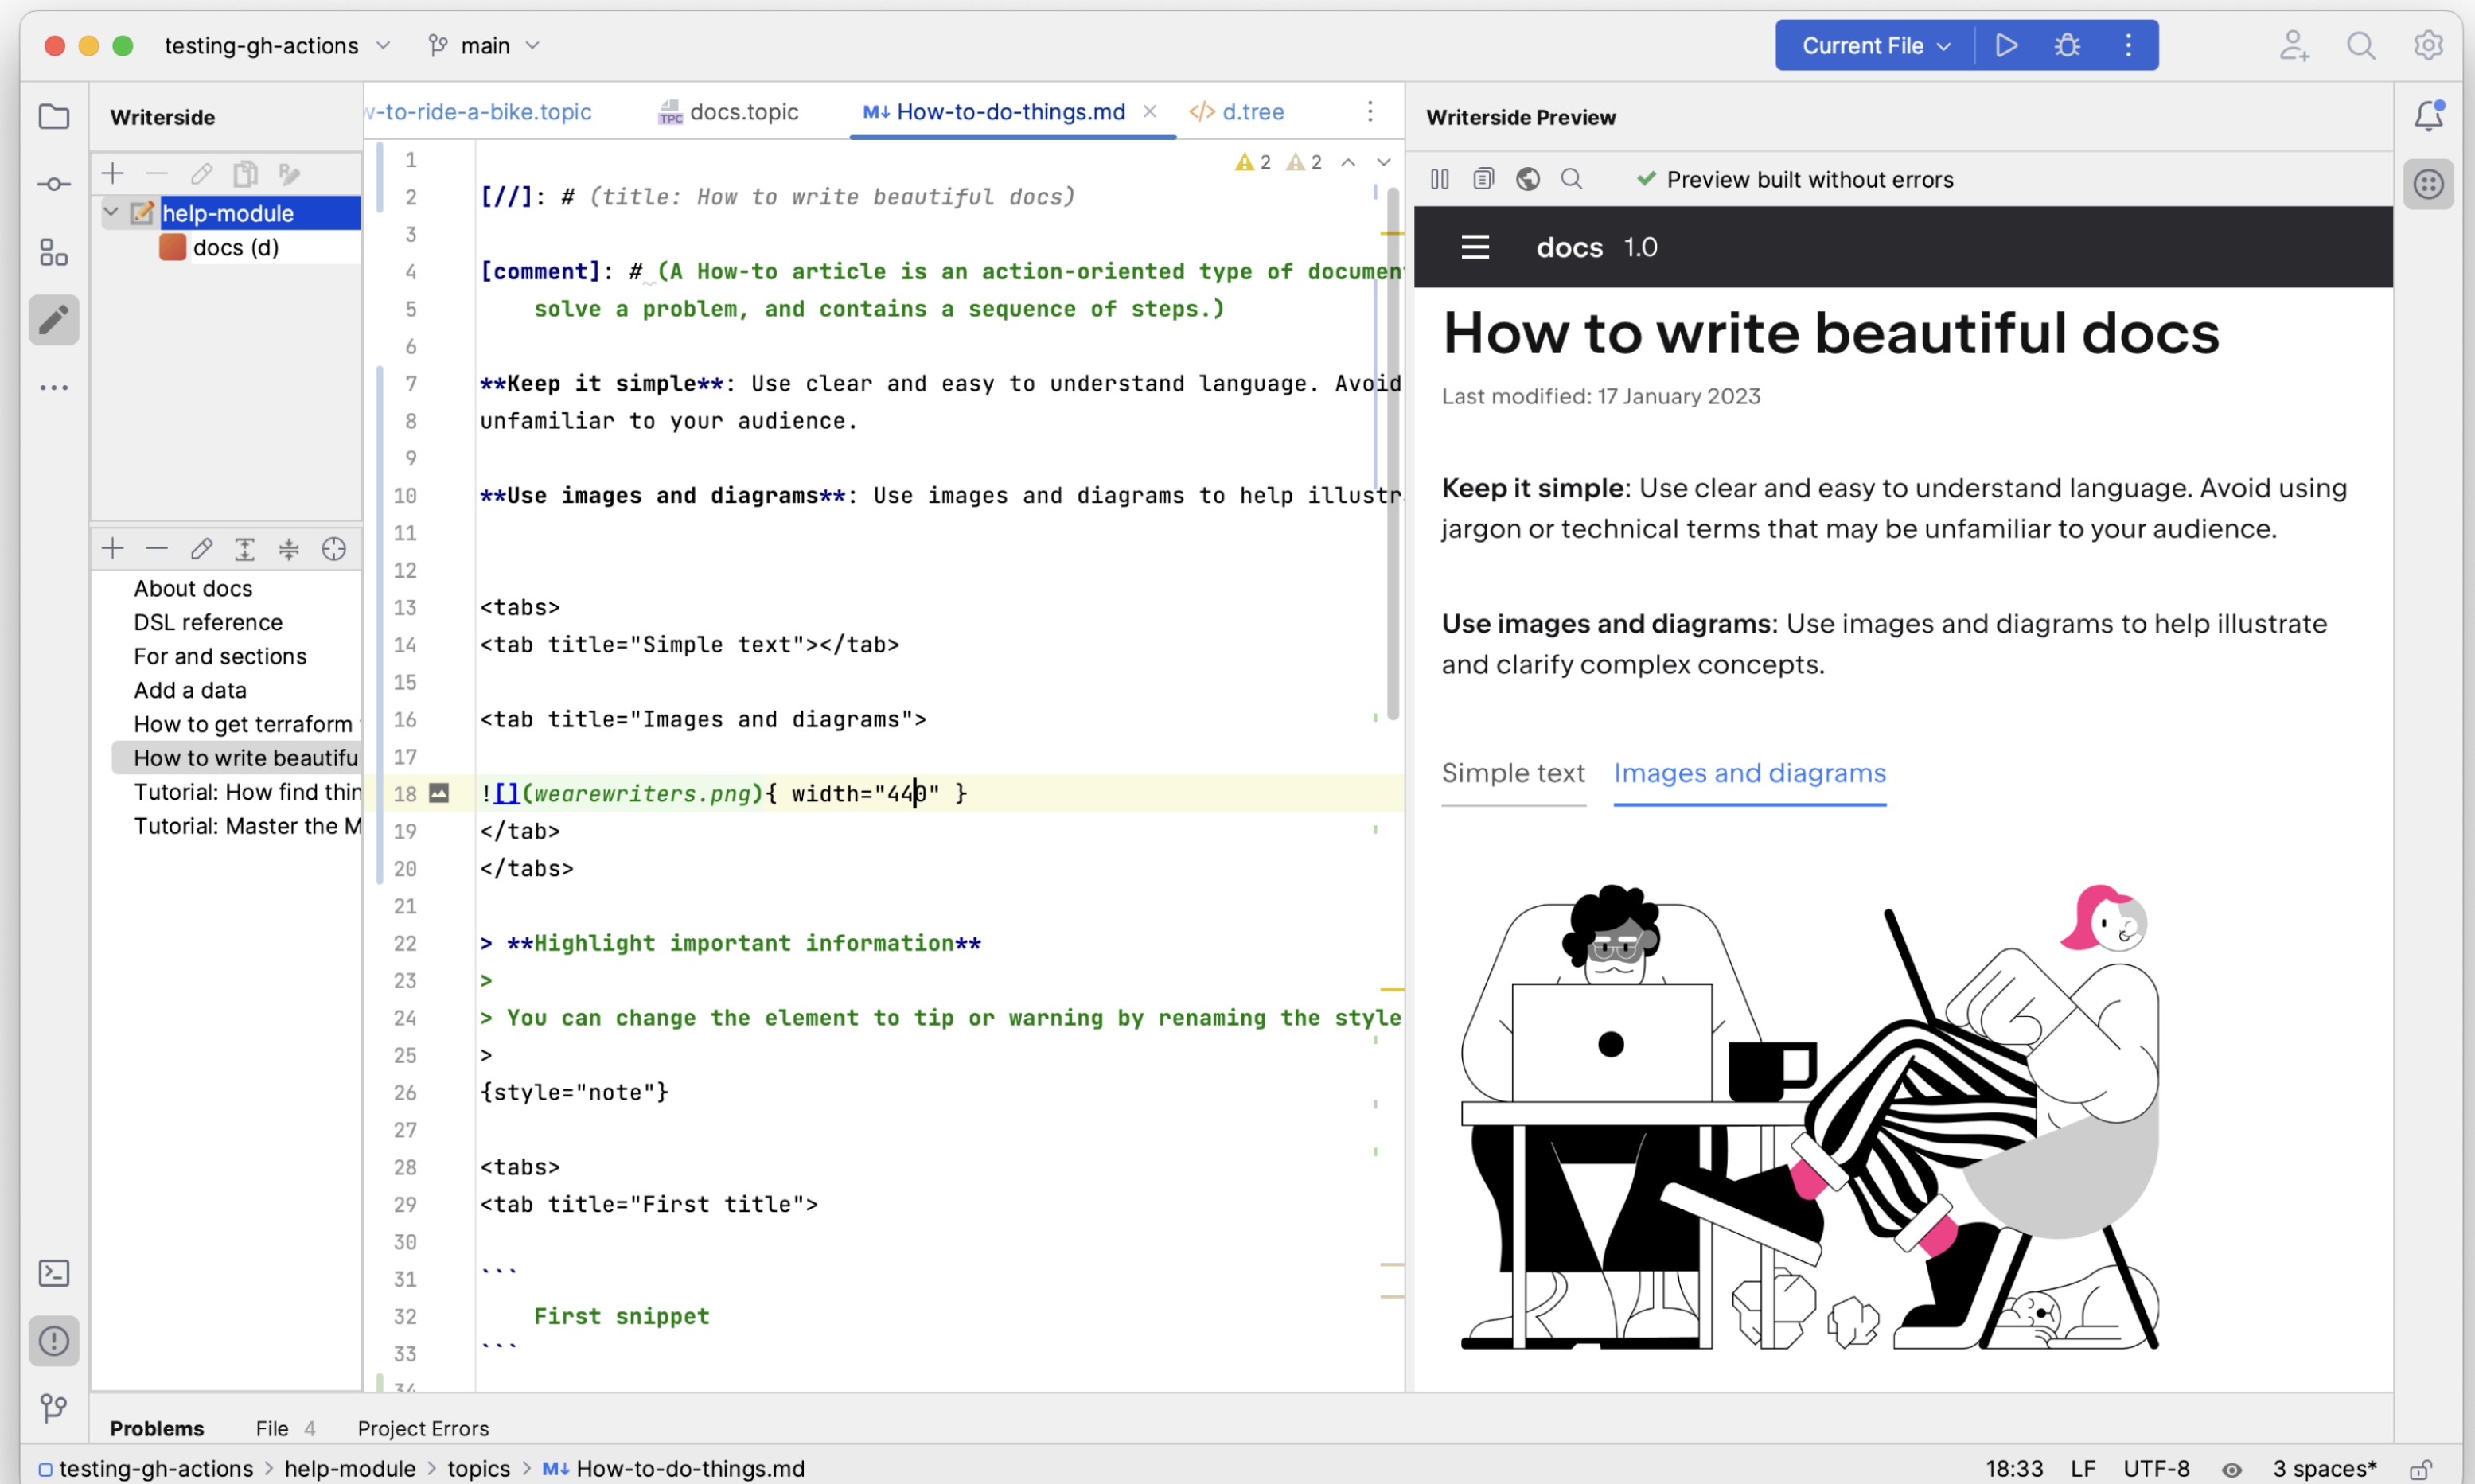 testing-gh-actions
main
Current File
Writerside
w-to-ride-a-bike.topic
TPC docs.topic
M↓ How-to-do-things.md
</> d.tree
Writerside Preview
2 2
Preview built without errors
help-module
docs (d)
About docs
DSL reference
For and sections
Add a data
How to get terraform
How to write beautifu
Tutorial: How find thin
Tutorial: Master the M
1
2 [//]: # (title: How to write beautiful docs)
3
4 [comment]: # (A How-to article is an action-oriented type of documen
5 solve a problem, and contains a sequence of steps.)
6
7 **Keep it simple**: Use clear and easy to understand language. Avoid
8 unfamiliar to your audience.
9
10 **Use images and diagrams**: Use images and diagrams to help illustr
11
12
13 <tabs>
14 <tab title="Simple text"></tab>
15
16 <tab title="Images and diagrams">
17
18 ![](wearewriters.png){ width="440" }
19 </tab>
20 </tabs>
21
22 > **Highlight important information**
23 >
24 > You can change the element to tip or warning by renaming the style
25 >
26 {style="note"}
27
28 <tabs>
29 <tab title="First title">
30
31 ```
32 First snippet
33 ```
34
docs 1.0
How to write beautiful docs
Last modified: 17 January 2023
Keep it simple: Use clear and easy to understand language. Avoid using
jargon or technical terms that may be unfamiliar to your audience.
Use images and diagrams: Use images and diagrams to help illustrate
and clarify complex concepts.
Simple text Images and diagrams
Problems File 4 Project Errors
testing-gh-actions > help-module > topics > M↓ How-to-do-things.md
18:33 LF UTF-8 3 spaces*